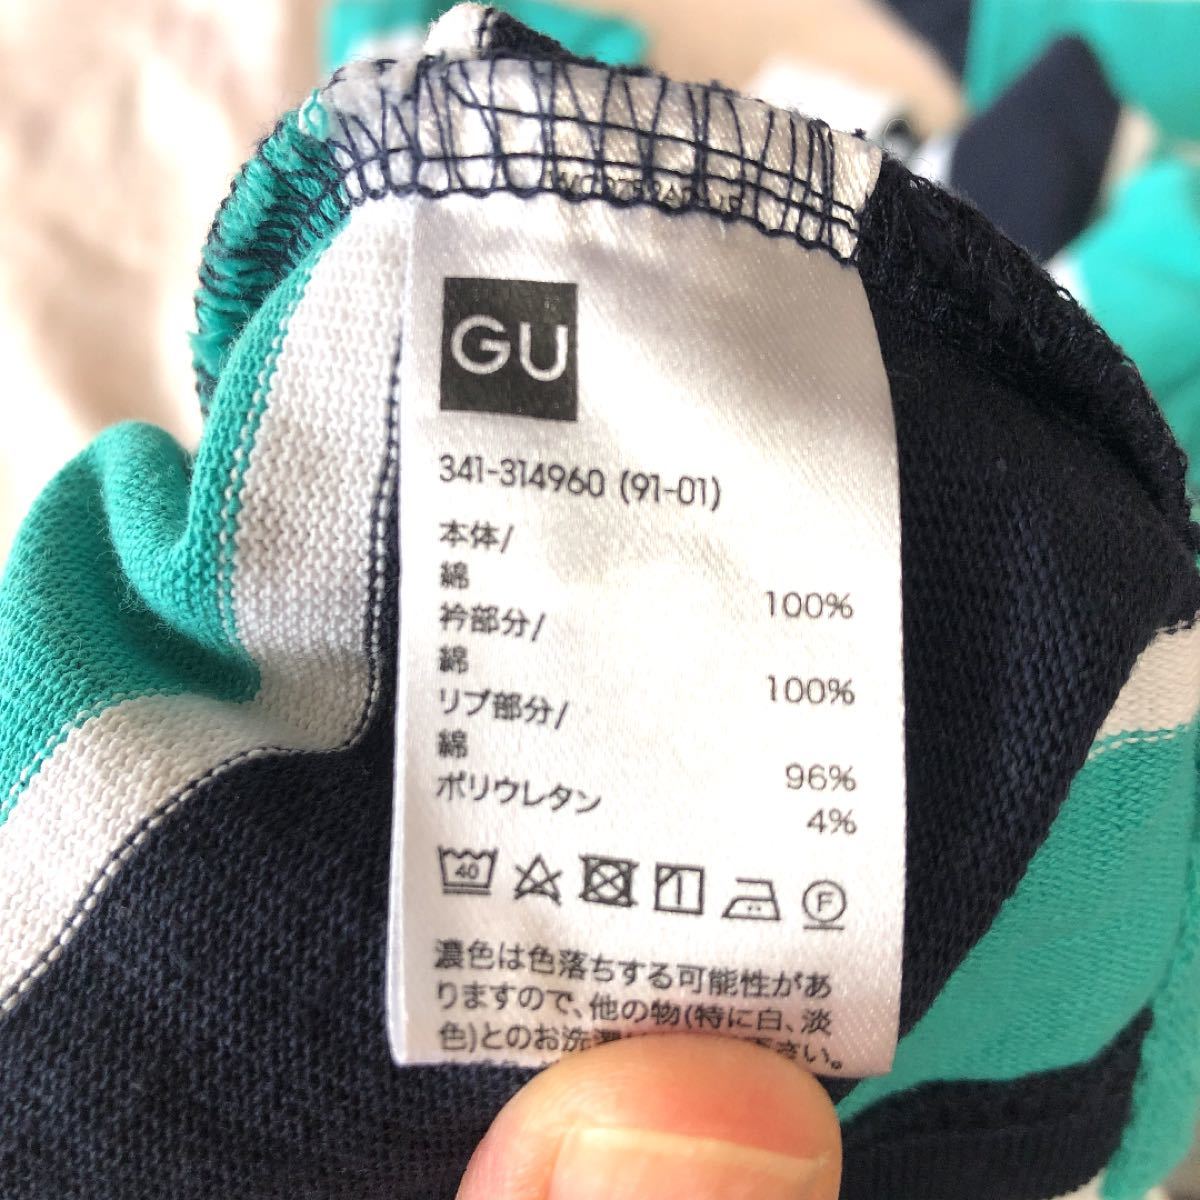 GU
341-314960 (91-01)
本体/
綿 100%
衿部分/
綿 100%
リブ部分/
綿 96%
ポリウレタン 4%
40 F
濃色は色落ちする可能性があ
りますので、他の物(特に白、淡
色)とのお洗 さい。